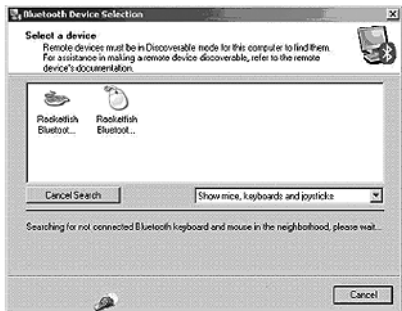 Bluetooth Device Selection
Select a device
Remote devices must be in Discoverable mode for this computer to find them.
For assistance in making a remote device discoverable, refer to the remote
device's documentation.
Rocketfish Rocketfish
Bluetoot... Bluetoot...
Cancel Search
Show mice, keyboards and joysticks
Searching for not connected Bluetooth keyboard and mouse in the neighborhood, please wait...
Cancel